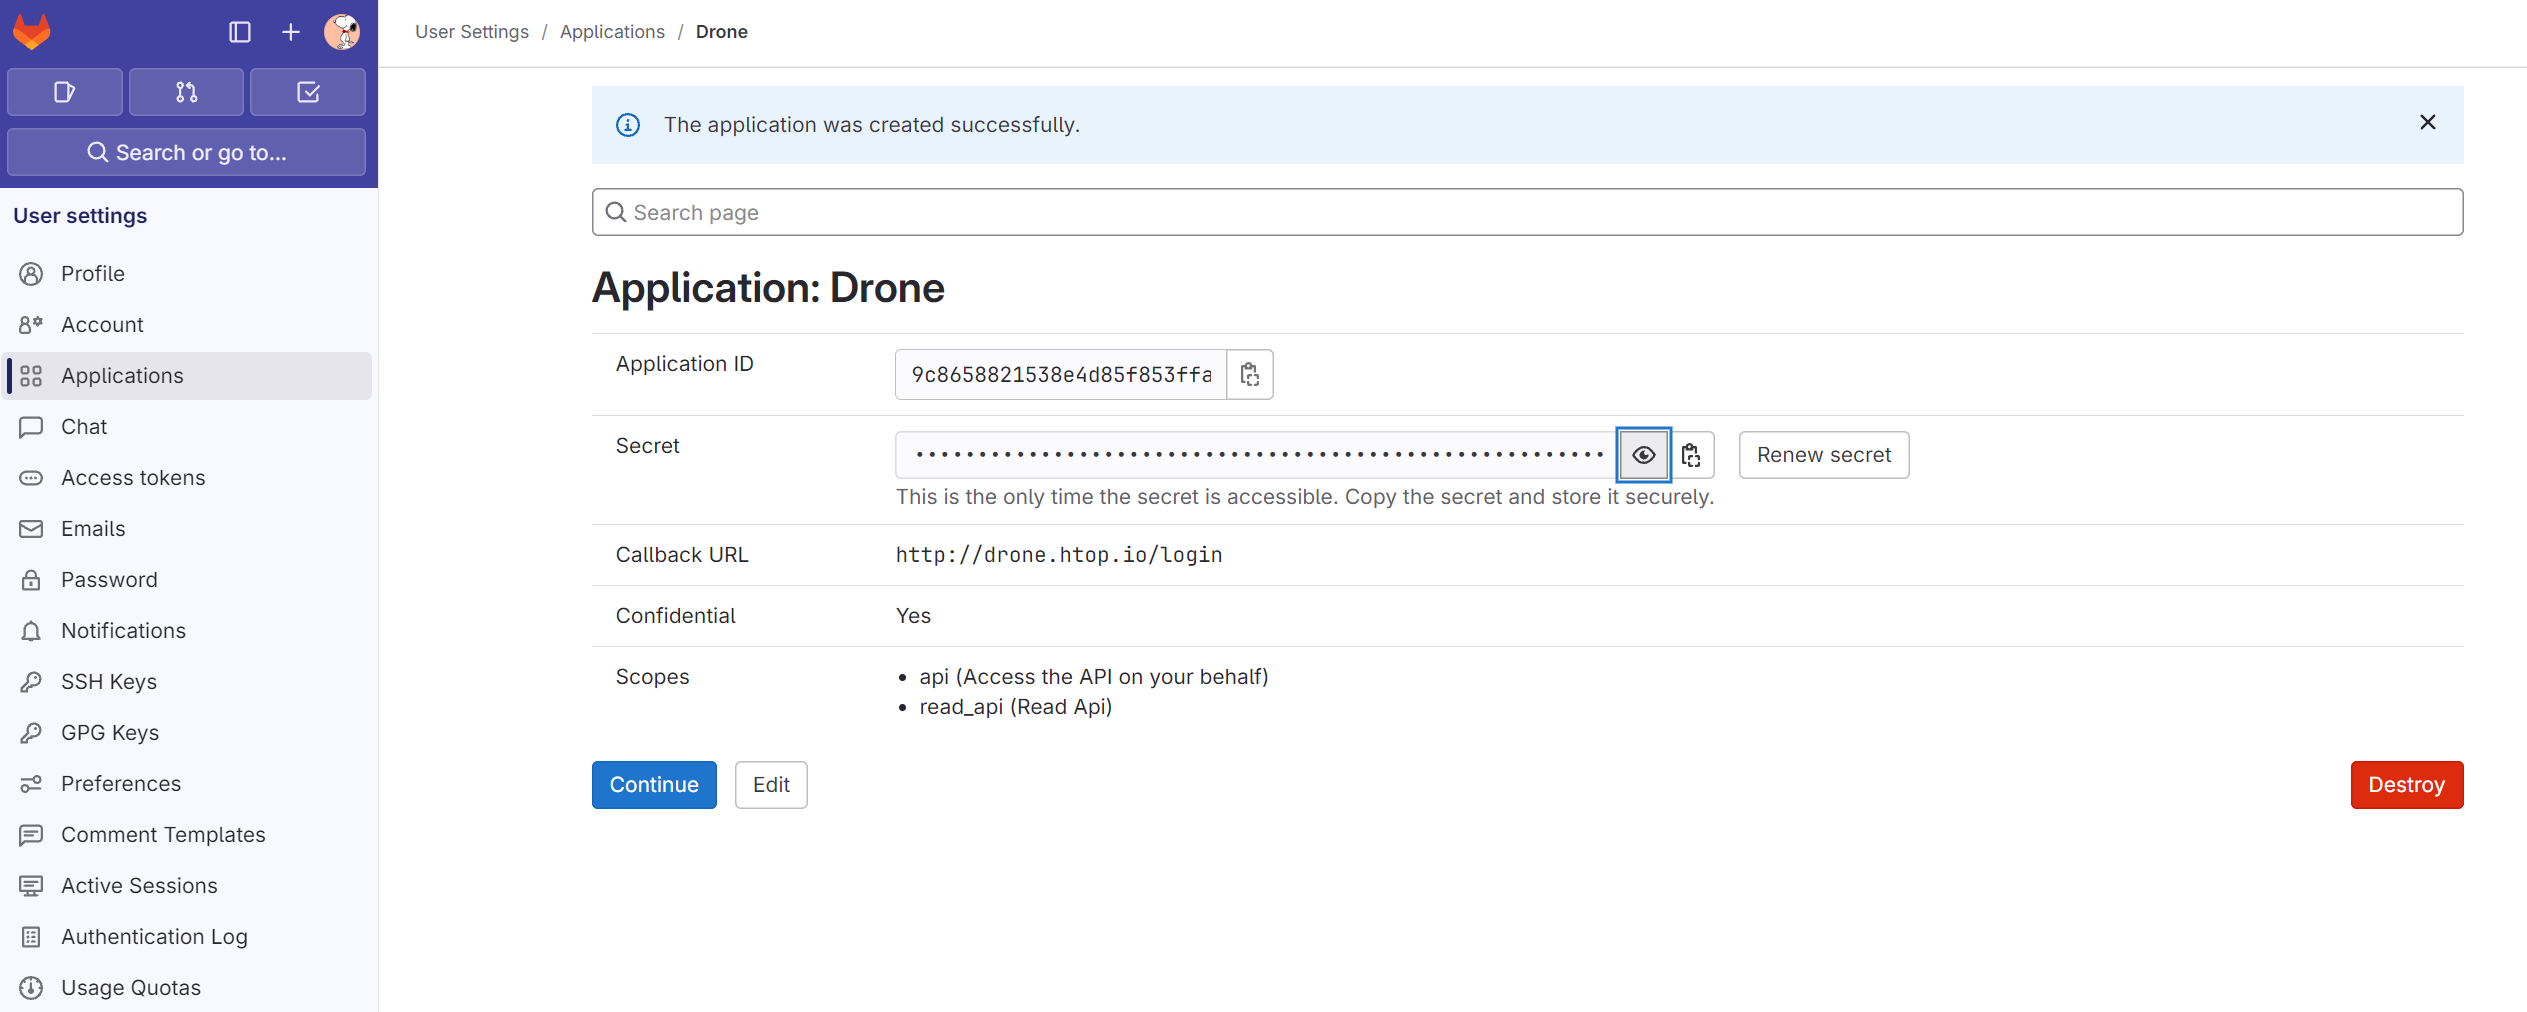 User Settings / Applications / Drone
Search or go to...
User settings
Profile
Account
Applications
Chat
Access tokens
Emails
Password
Notifications
SSH Keys
GPG Keys
Preferences
Comment Templates
Active Sessions
Authentication Log
Usage Quotas
The application was created successfully.
Search page
Application: Drone
Application ID
9c8658821538e4d85f853ffa
Secret
Renew secret
This is the only time the secret is accessible. Copy the secret and store it securely.
Callback URL
http://drone.htop.io/login
Confidential
Yes
Scopes
• api (Access the API on your behalf)
• read_api (Read Api)
Continue
Edit
Destroy